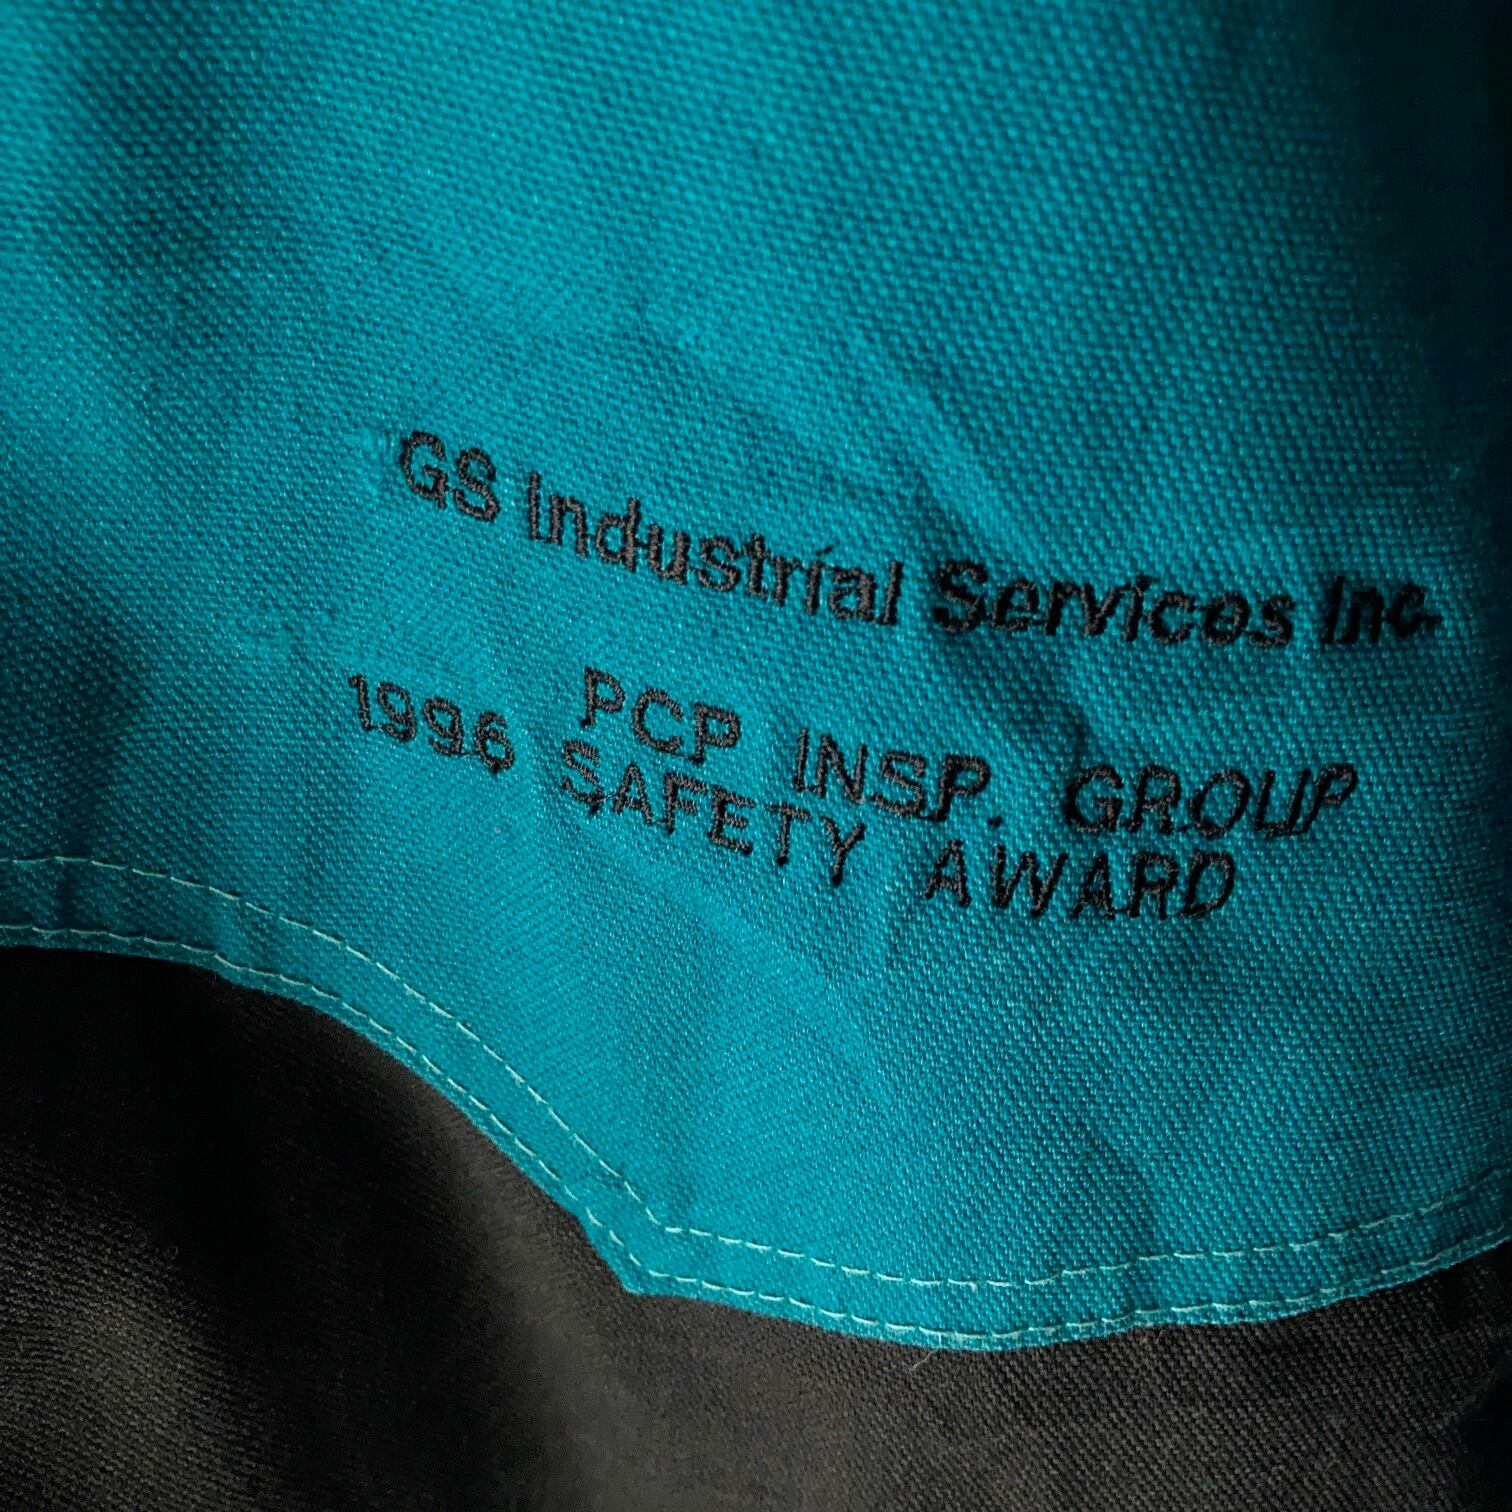 GS Industrial Services Inc.
PCP INSP. GROUP
1996 SAFETY AWARD